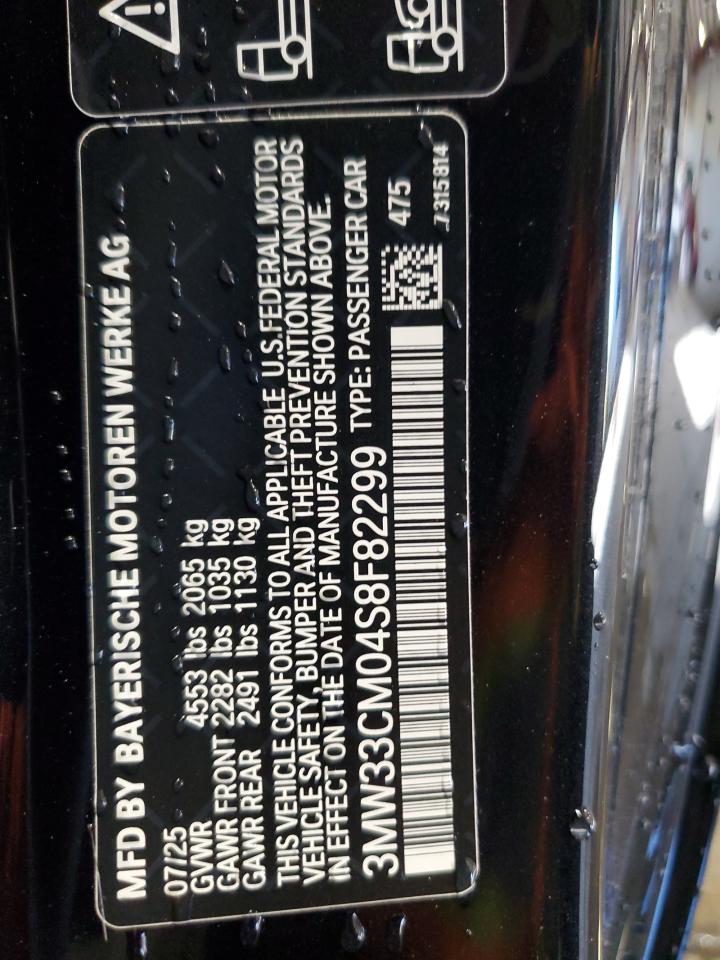 MFD BY BAYERISCHE MOTOREN WERKE AG
07/25
GVWR 4553 lbs 2065 kg
GAWR FRONT 2282 lbs 1035 kg
GAWR REAR 2491 lbs 1130 kg
THIS VEHICLE CONFORMS TO ALL APPLICABLE U.S.FEDERAL MOTOR
VEHICLE SAFETY, BUMPER AND THEFT PREVENTION STANDARDS
IN EFFECT ON THE DATE OF MANUFACTURE SHOWN ABOVE.
3MW33CM04S8F82299 TYPE: PASSENGER CAR
475
7315814